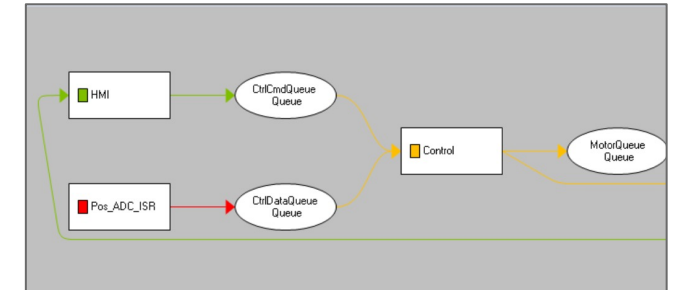 HMI
CtrlCmdQueue
Queue
Control
MotorQueue
Queue
Pos_ADC_ISR
CtrlDataQueue
Queue